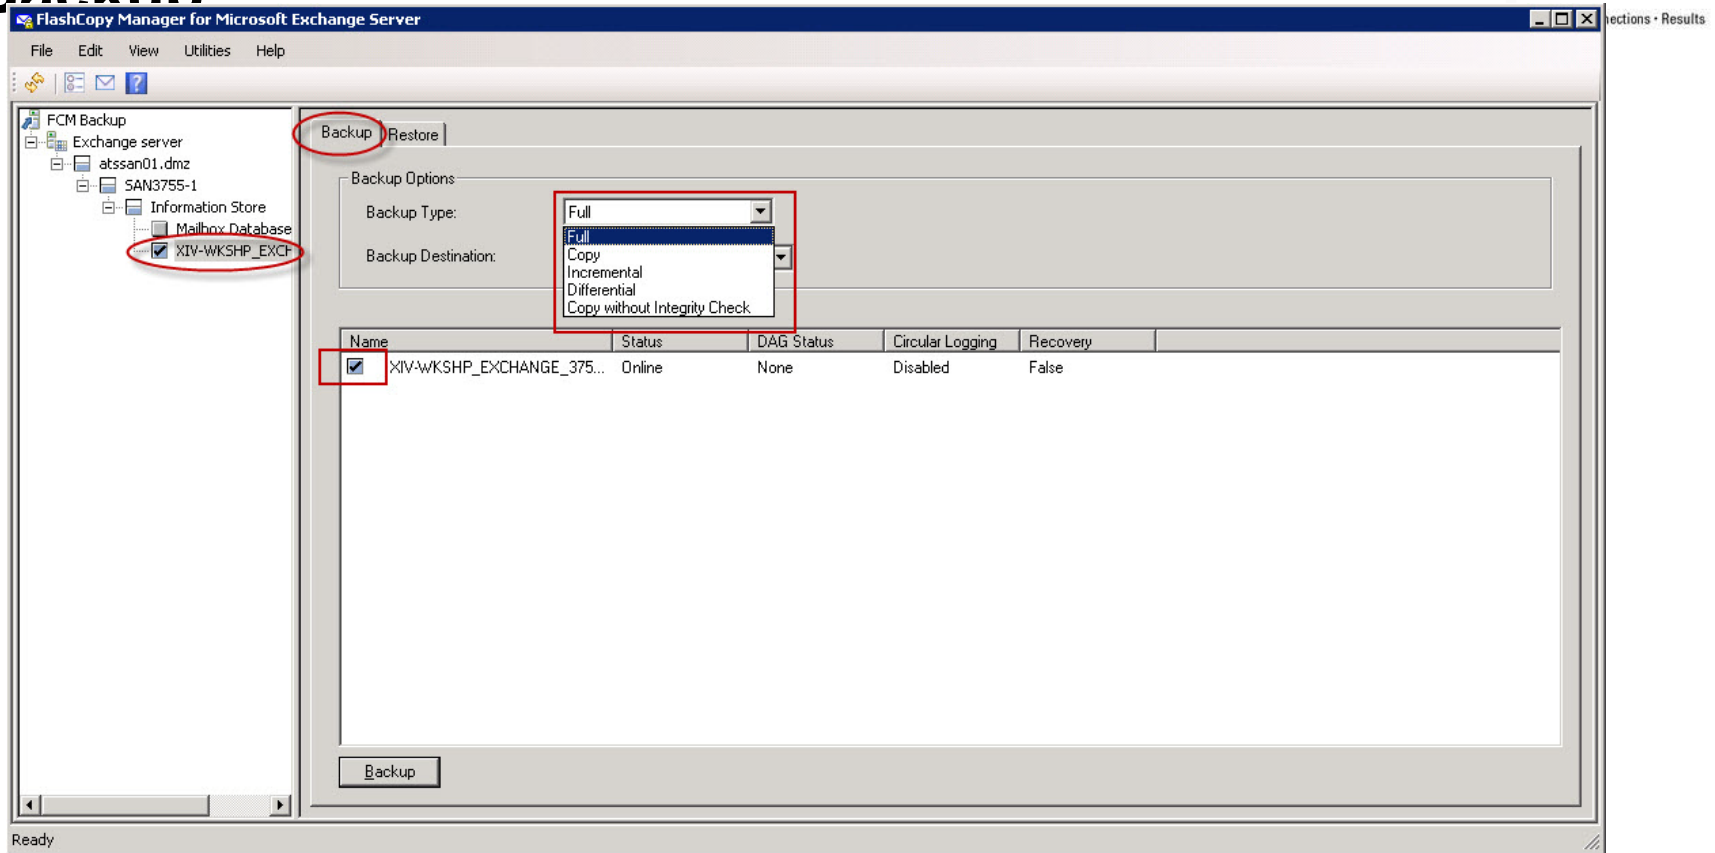 FlashCopy Manager for Microsoft Exchange Server
ections • Results
File Edit View Utilities Help
FCM Backup
Exchange server
atssan01.dmz
SAN3755-1
Information Store
Mailbox Database
XIV-WKSHP_EXCH
Backup Restore
Backup Options
Backup Type: Full
Full
Backup Destination:
Copy
Incremental
Differential
Copy without Integrity Check
Name Status DAG Status Circular Logging Recovery
XIV-WKSHP_EXCHANGE_375... Online None Disabled False
Backup
Ready